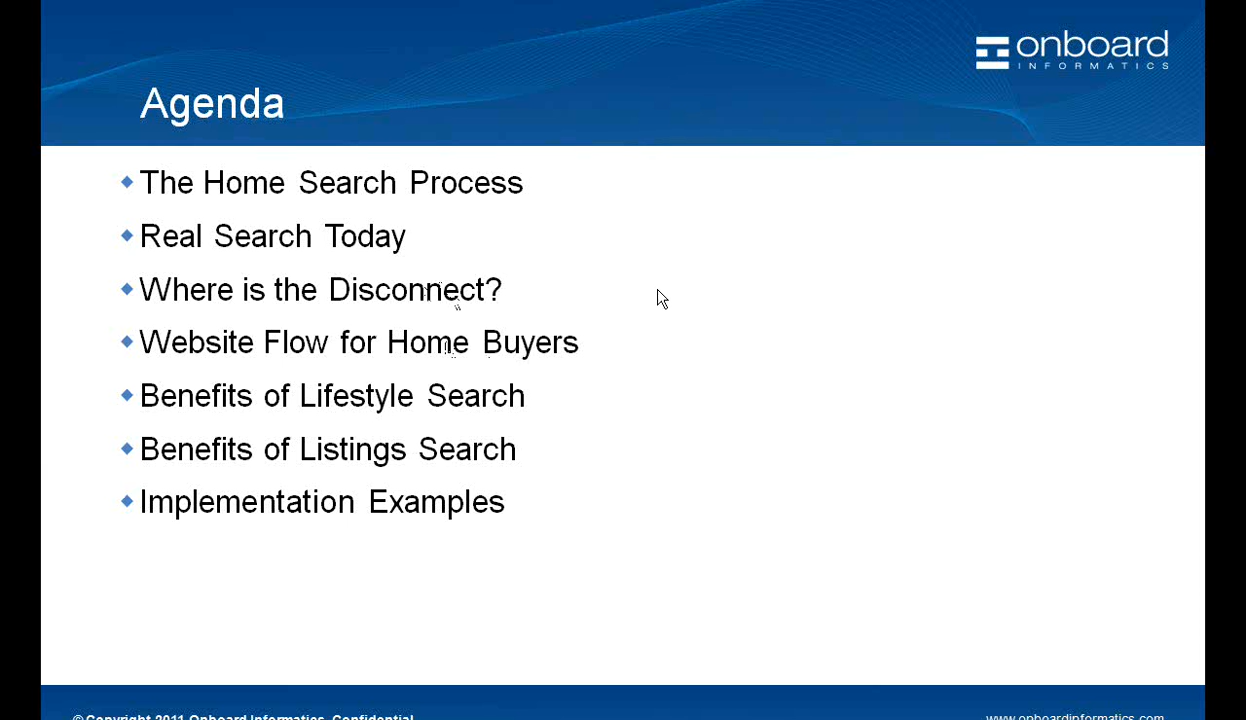 onboard
INFORMATICS
Agenda
The Home Search Process
Real Search Today
Where is the Disconnect?
Website Flow for Home Buyers
Benefits of Lifestyle Search
Benefits of Listings Search
Implementation Examples
© Copyright 2011 Onboard Informatics. Confidential
www.onboardinformatics.com